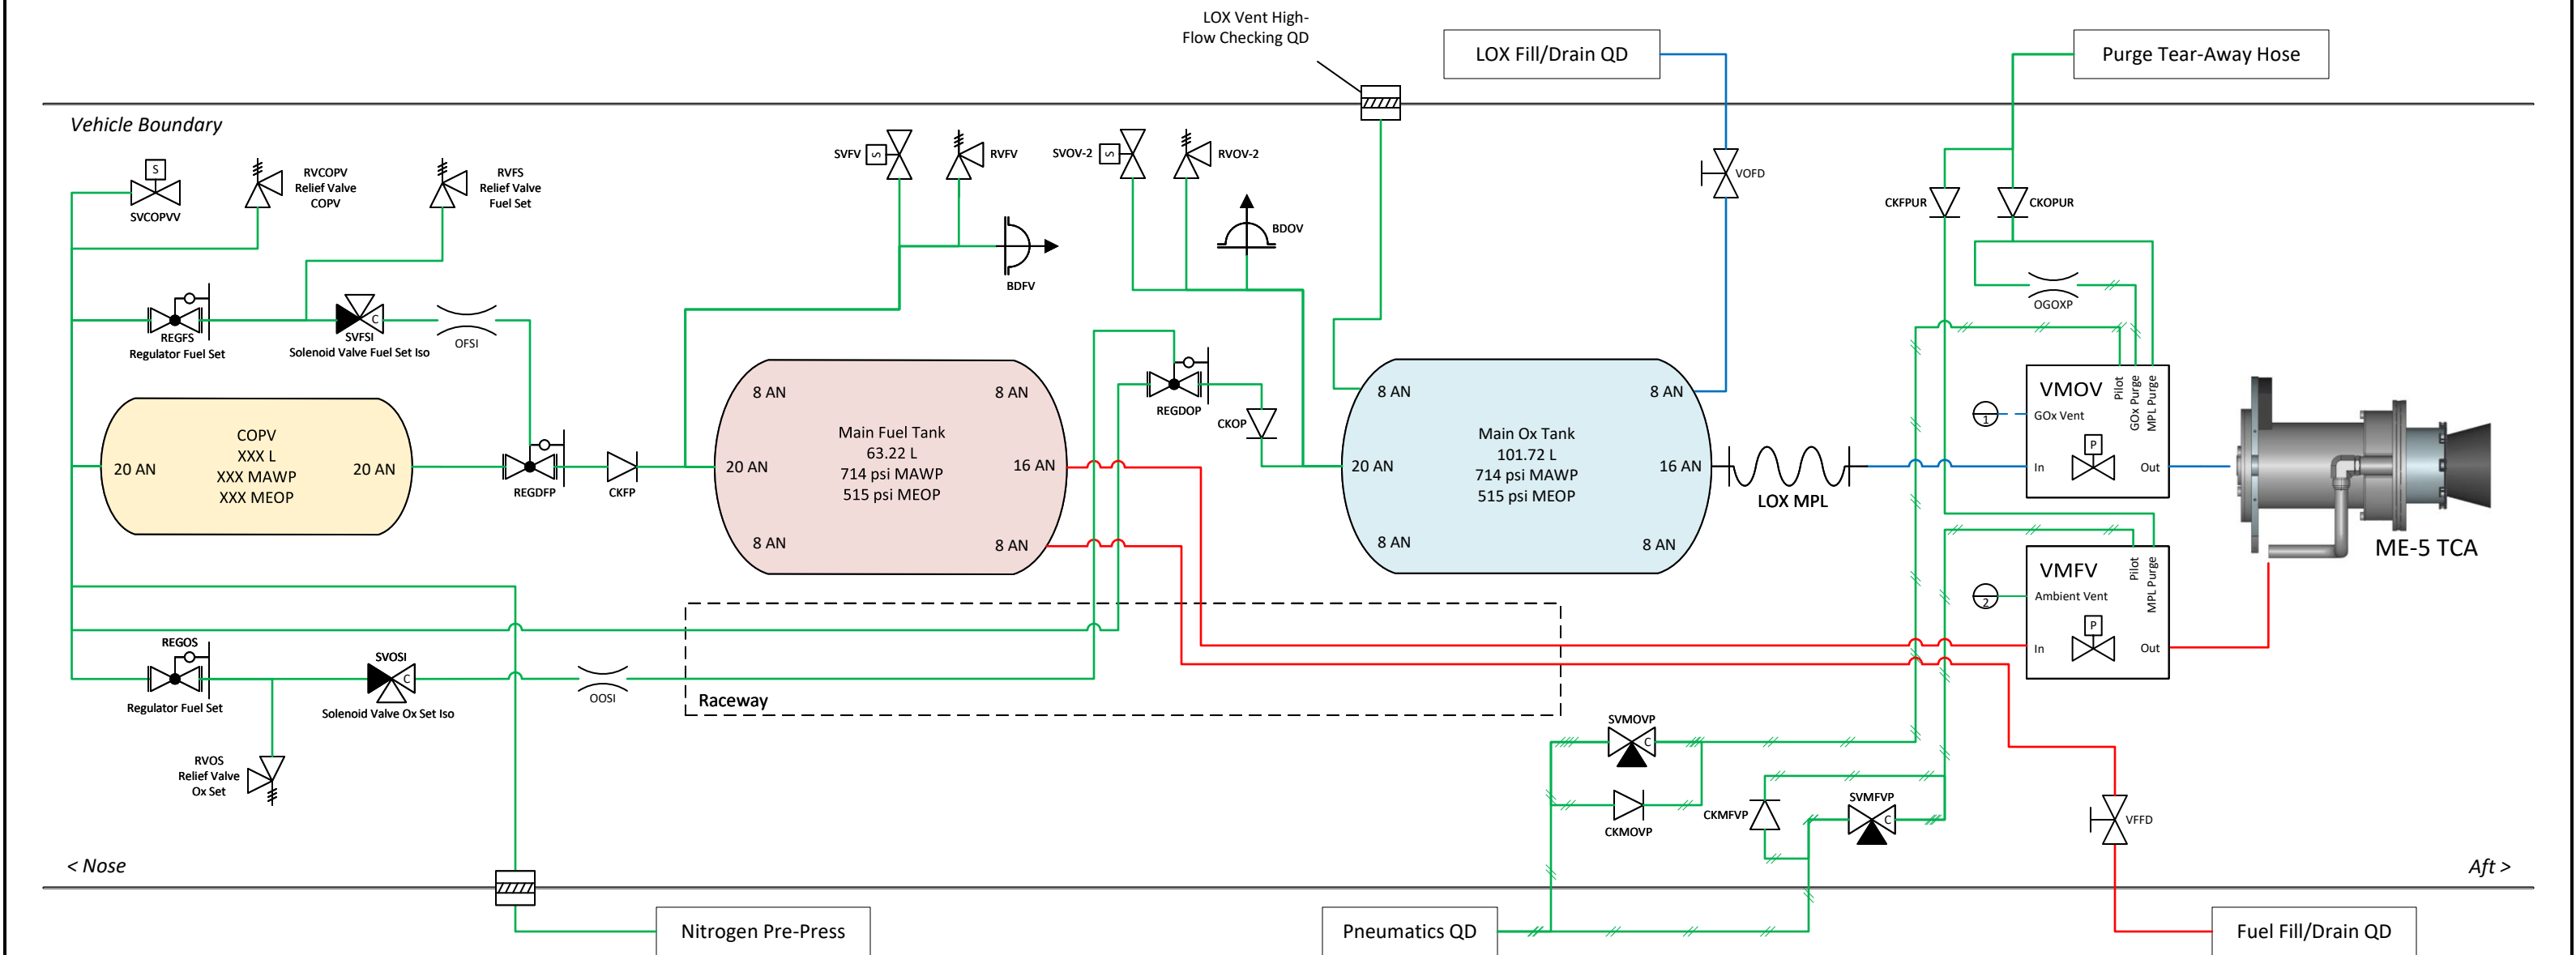 LOX Vent High-
Flow Checking QD
LOX Fill/Drain QD
Purge Tear-Away Hose
Vehicle Boundary
S
SVCOPVV
RVCOPV
Relief Valve
COPV
RVFS
Relief Valve
Fuel Set
SVFV
S
RVFV
BDFV
SVOV-2
S
RVOV-2
BDOV
VOFD
CKFPUR
CKOPUR
OGOXP
REGFS
Regulator Fuel Set
C
SVFSI
Solenoid Valve Fuel Set Iso
OFSI
COPV
XXX L
XXX MAWP
XXX MEOP
20 AN
20 AN
REGDFP
CKFP
8 AN
8 AN
Main Fuel Tank
63.22 L
714 psi MAWP
515 psi MEOP
20 AN
16 AN
8 AN
8 AN
REGDOP
CKOP
8 AN
8 AN
Main Ox Tank
101.72 L
714 psi MAWP
515 psi MEOP
20 AN
16 AN
8 AN
8 AN
LOX MPL
VMOV
Pilot
GOx Purge
MPL Purge
1
GOx Vent
P
In
Out
VMFV
Pilot
MPL Purge
2
Ambient Vent
P
In
Out
ME-5 TCA
REGOS
Regulator Fuel Set
SVOSI
C
Solenoid Valve Ox Set Iso
OOSI
Raceway
RVOS
Relief Valve
Ox Set
SVMOVP
C
CKMOVP
CKMFVP
SVMFVP
C
VFFD
< Nose
Aft >
Nitrogen Pre-Press
Pneumatics QD
Fuel Fill/Drain QD